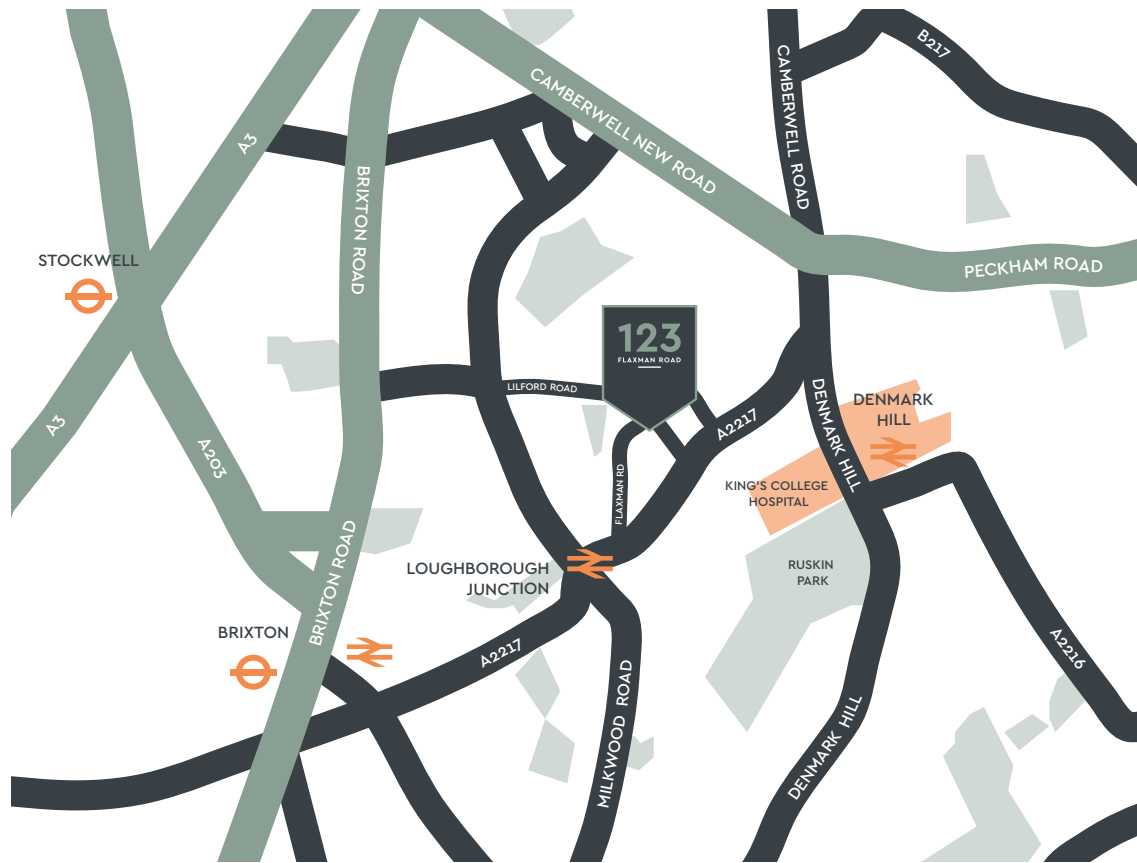 B217
CAMBERWELL NEW ROAD
CAMBERWELL ROAD
A3
BRIXTON ROAD
STOCKWELL
PECKHAM ROAD
123
FLAXMAN ROAD
LILFORD ROAD
A3
A203
A2217
DENMARK HILL
DENMARK
HILL
FLAXMAN RD
KING'S COLLEGE
HOSPITAL
BRIXTON ROAD
LOUGHBOROUGH
JUNCTION
RUSKIN
PARK
BRIXTON
A2217
A2216
MILKWOOD ROAD
DENMARK HILL